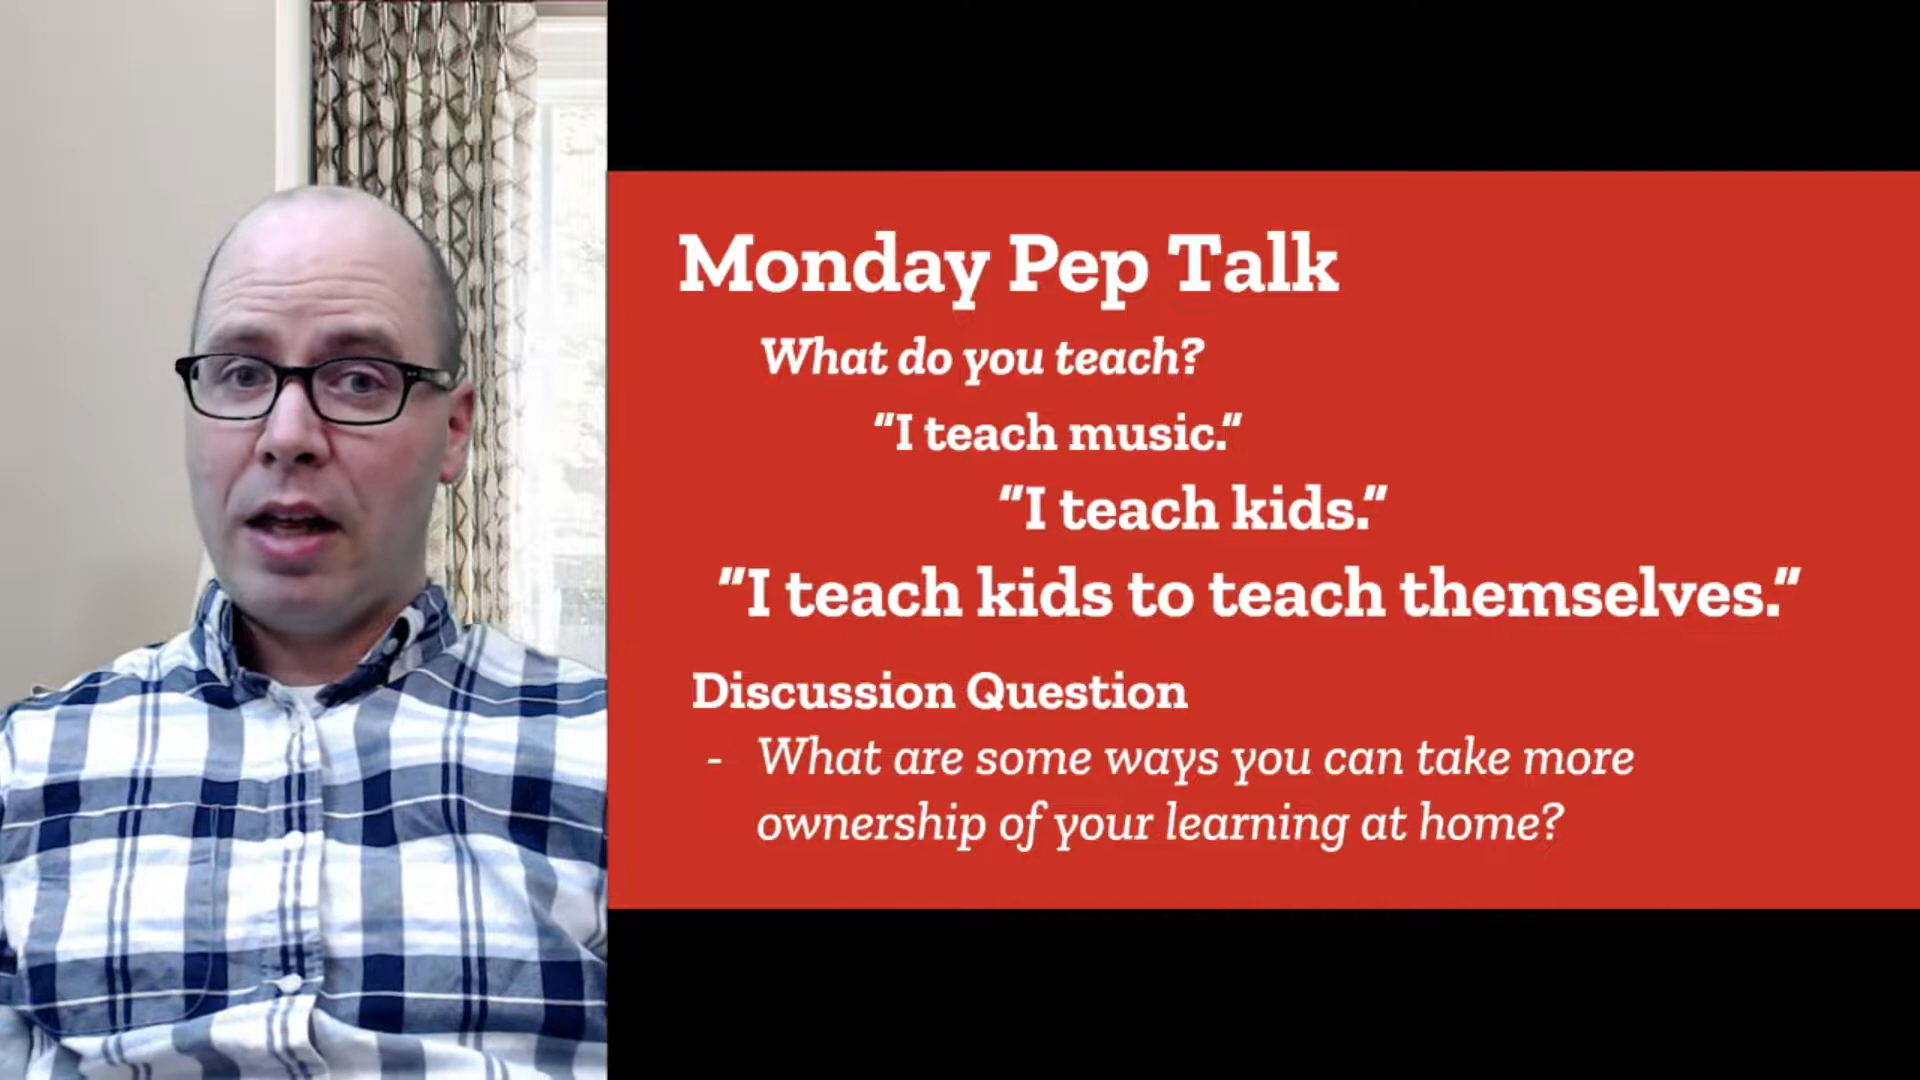 Monday Pep Talk
What do you teach?
"I teach music."
"I teach kids."
"I teach kids to teach themselves."
Discussion Question
- What are some ways you can take more
ownership of your learning at home?